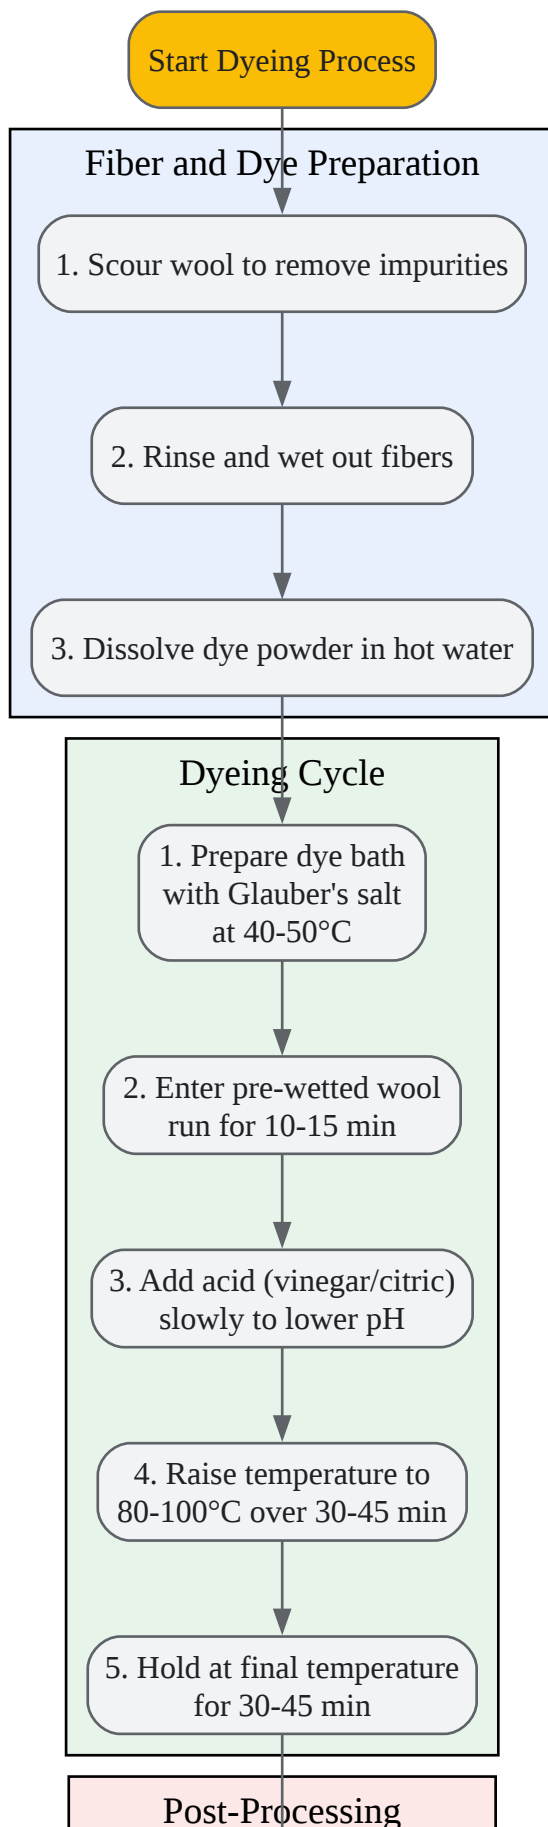 Start Dyeing Process
Fiber and Dye Preparation
1. Scour wool to remove impurities
2. Rinse and wet out fibers
3. Dissolve dye powder in hot water
Dyeing Cycle
1. Prepare dye bath
with Glauber's salt
at 40-50°C
2. Enter pre-wetted wool
run for 10-15 min
3. Add acid (vinegar/citric)
slowly to lower pH
4. Raise temperature to
80-100°C over 30-45 min
5. Hold at final temperature
for 30-45 min
Post-Processing